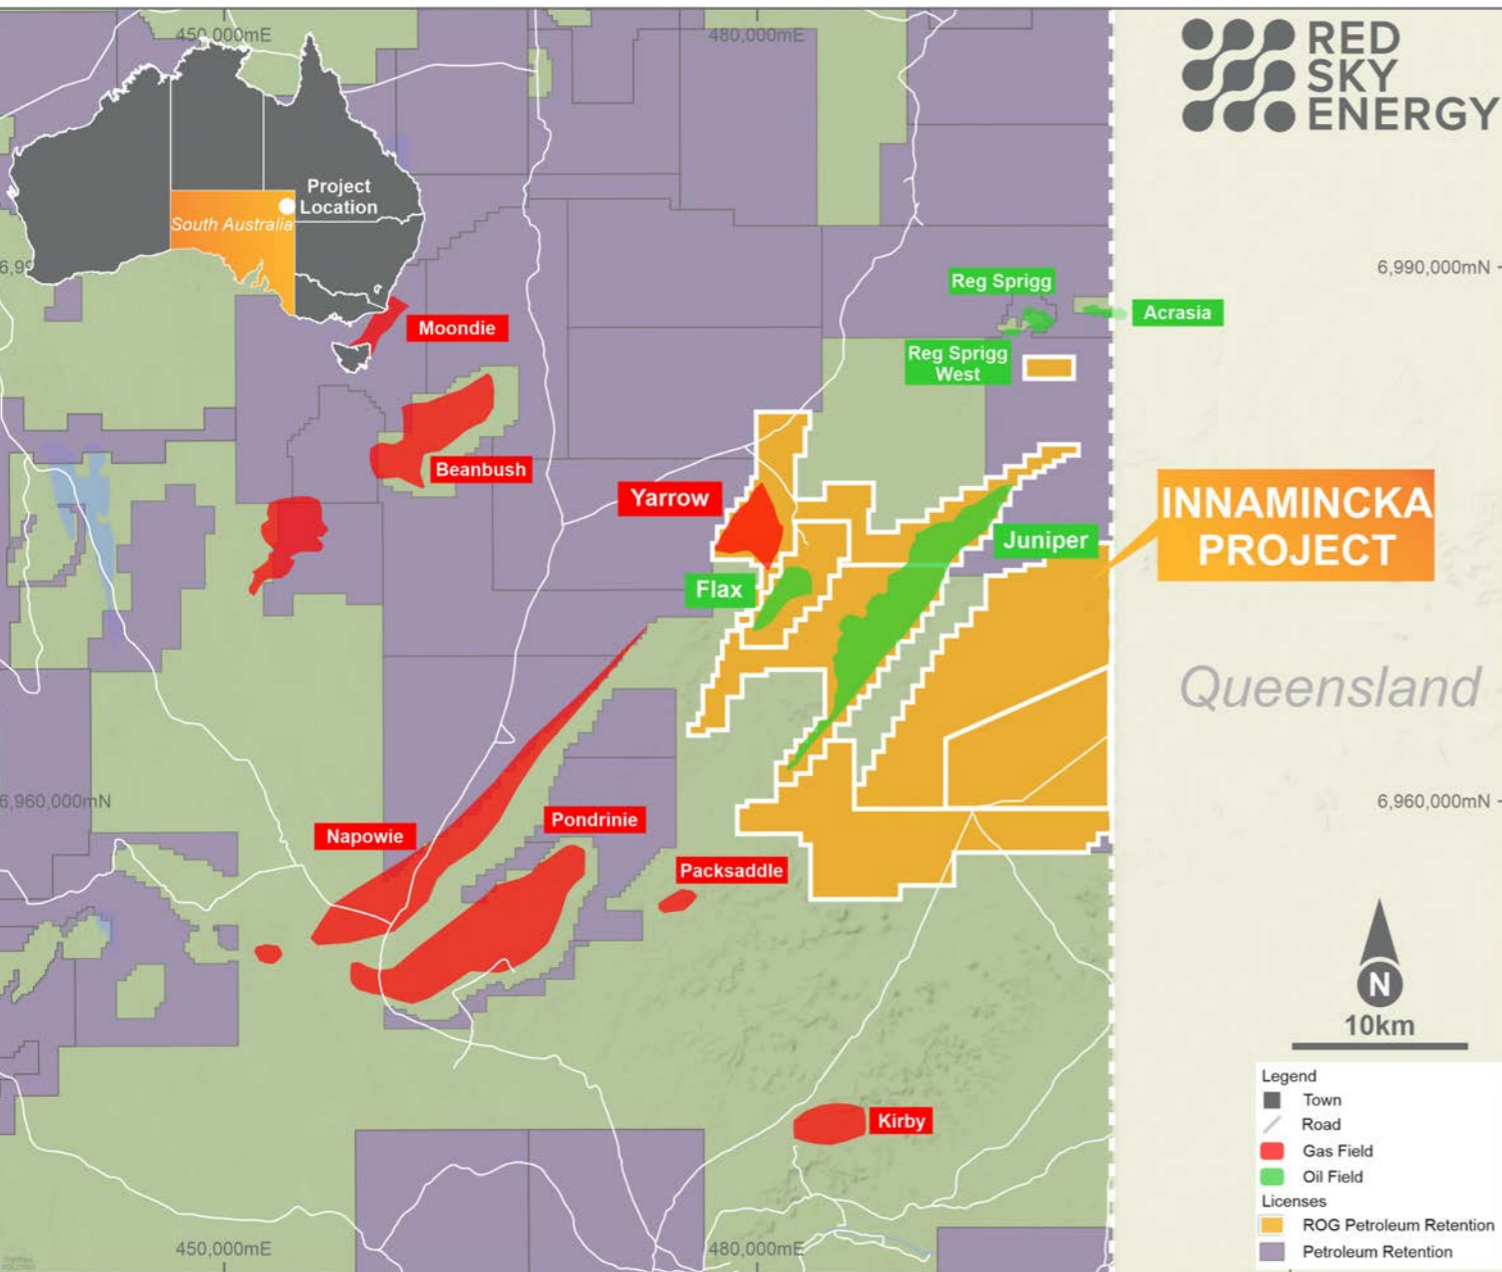 450,000mE
480,000mE
RED
SKY
ENERGY
Project
Location
South Australia
6,99
6,990,000mN
Reg Sprigg
Acrasia
Moondie
Reg Sprigg
West
Beanbush
Yarrow
INNAMINCKA
PROJECT
Juniper
Flax
Queensland
6,960,000mN
6,960,000mN
Napowie
Pondrinie
Packsaddle
N
10km
Kirby
Legend
Town
Road
Gas Field
Oil Field
Licenses
ROG Petroleum Retention
Petroleum Retention
450,000mE
480,000mE